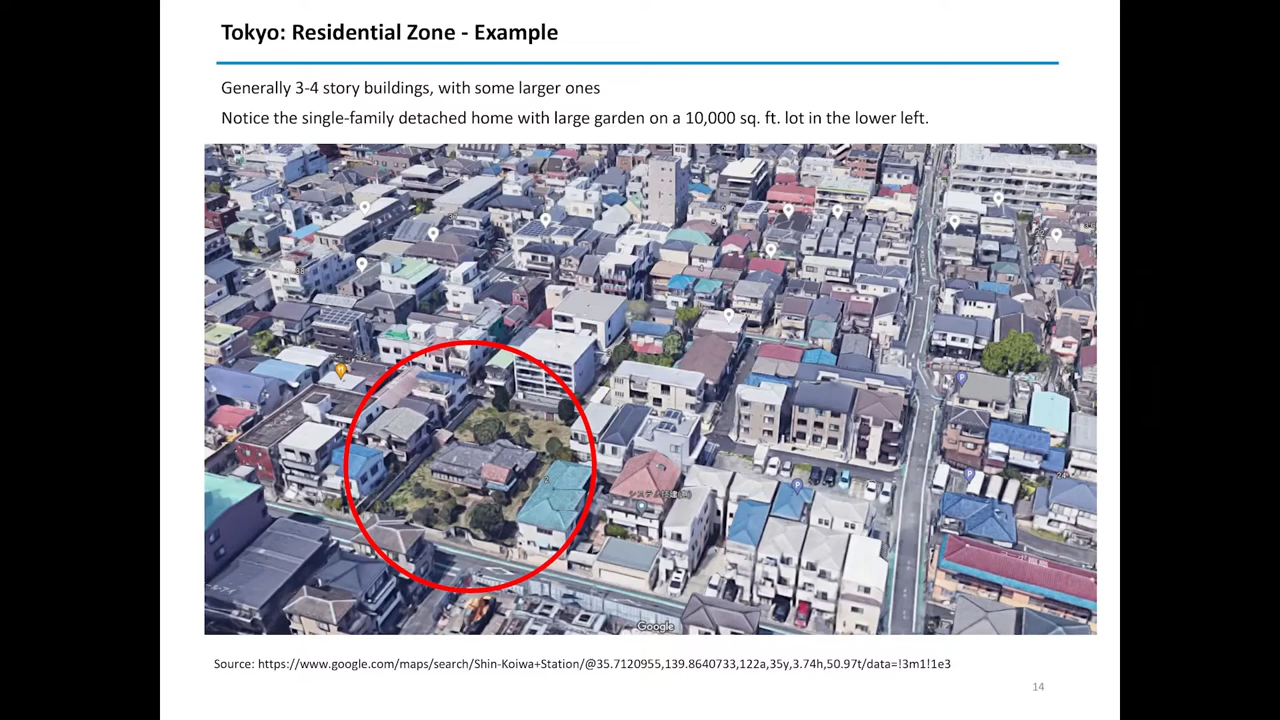 Tokyo: Residential Zone - Example
Generally 3-4 story buildings, with some larger ones
Notice the single-family detached home with large garden on a 10,000 sq. ft. lot in the lower left.
P
P
P
2
Google
Source: https://www.google.com/maps/search/Shin-Koiwa+Station/@35.7120955,139.8640733,122a,35y,3.74h,50.97t/data=!3m1!1e3
14